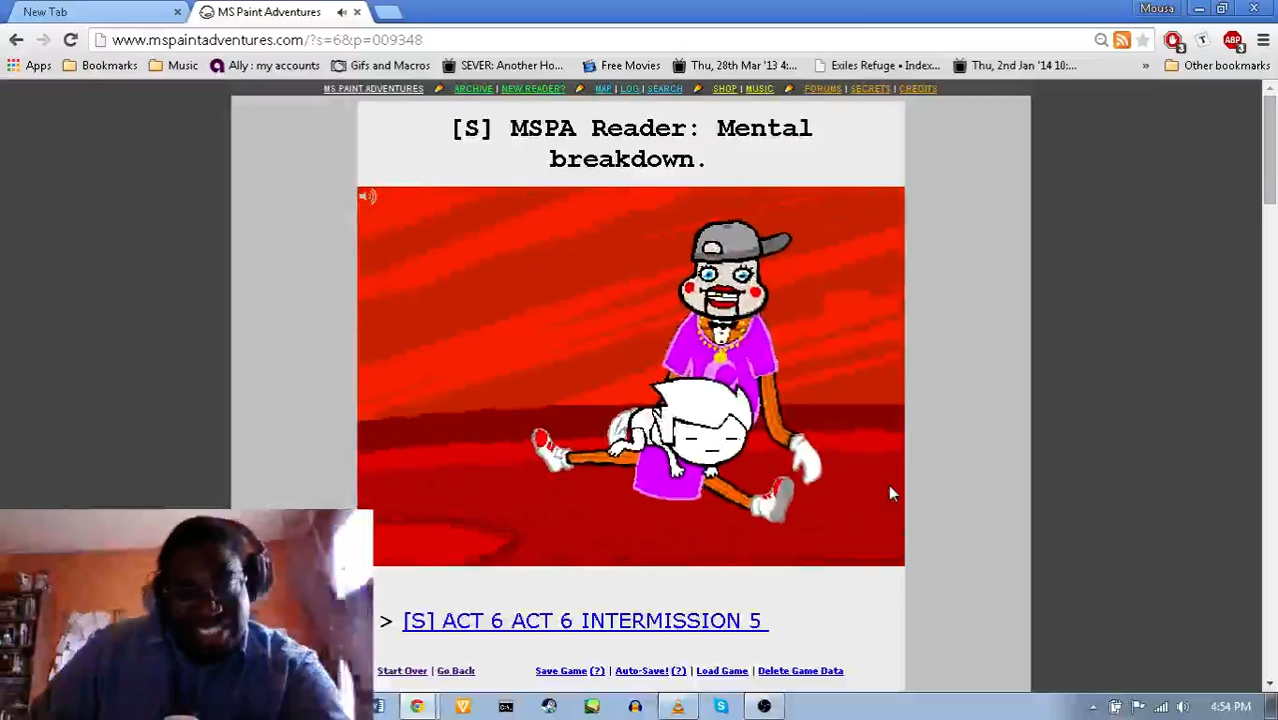 New Tab × MS Paint Adventures × Mousa
www.mspaintadventures.com/?s=6&p=009348
Apps Bookmarks Music Ally : my accounts Gifs and Macros SEVER: Another Ho... Free Movies Thu, 28th Mar '13 4:... Exiles Refuge • Index... Thu, 2nd Jan '14 10:... » Other bookmarks
MS PAINT ADVENTURES ARCHIVE | NEW READER? MAP | LOG | SEARCH SHOP | MUSIC FORUMS | SECRETS | CREDITS
[S] MSPA Reader: Mental
breakdown.
> [S] ACT 6 ACT 6 INTERMISSION 5
Start Over | Go Back Save Game (?) | Auto-Save! (?) | Load Game | Delete Game Data
4:54 PM